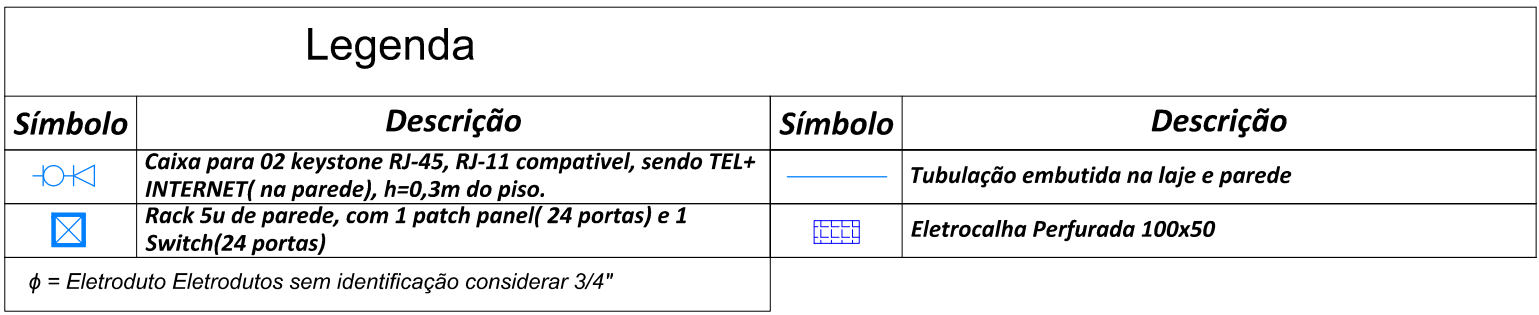 Legenda
Símbolo Descrição Símbolo Descrição
Caixa para 02 keystone RJ-45, RJ-11 compativel, sendo TEL+
INTERNET( na parede), h=0,3m do piso.
Tubulação embutida na laje e parede
Rack 5u de parede, com 1 patch panel( 24 portas) e 1
Switch(24 portas)
Eletrocalha Perfurada 100x50
ϕ = Eletroduto Eletrodutos sem identificação considerar 3/4"